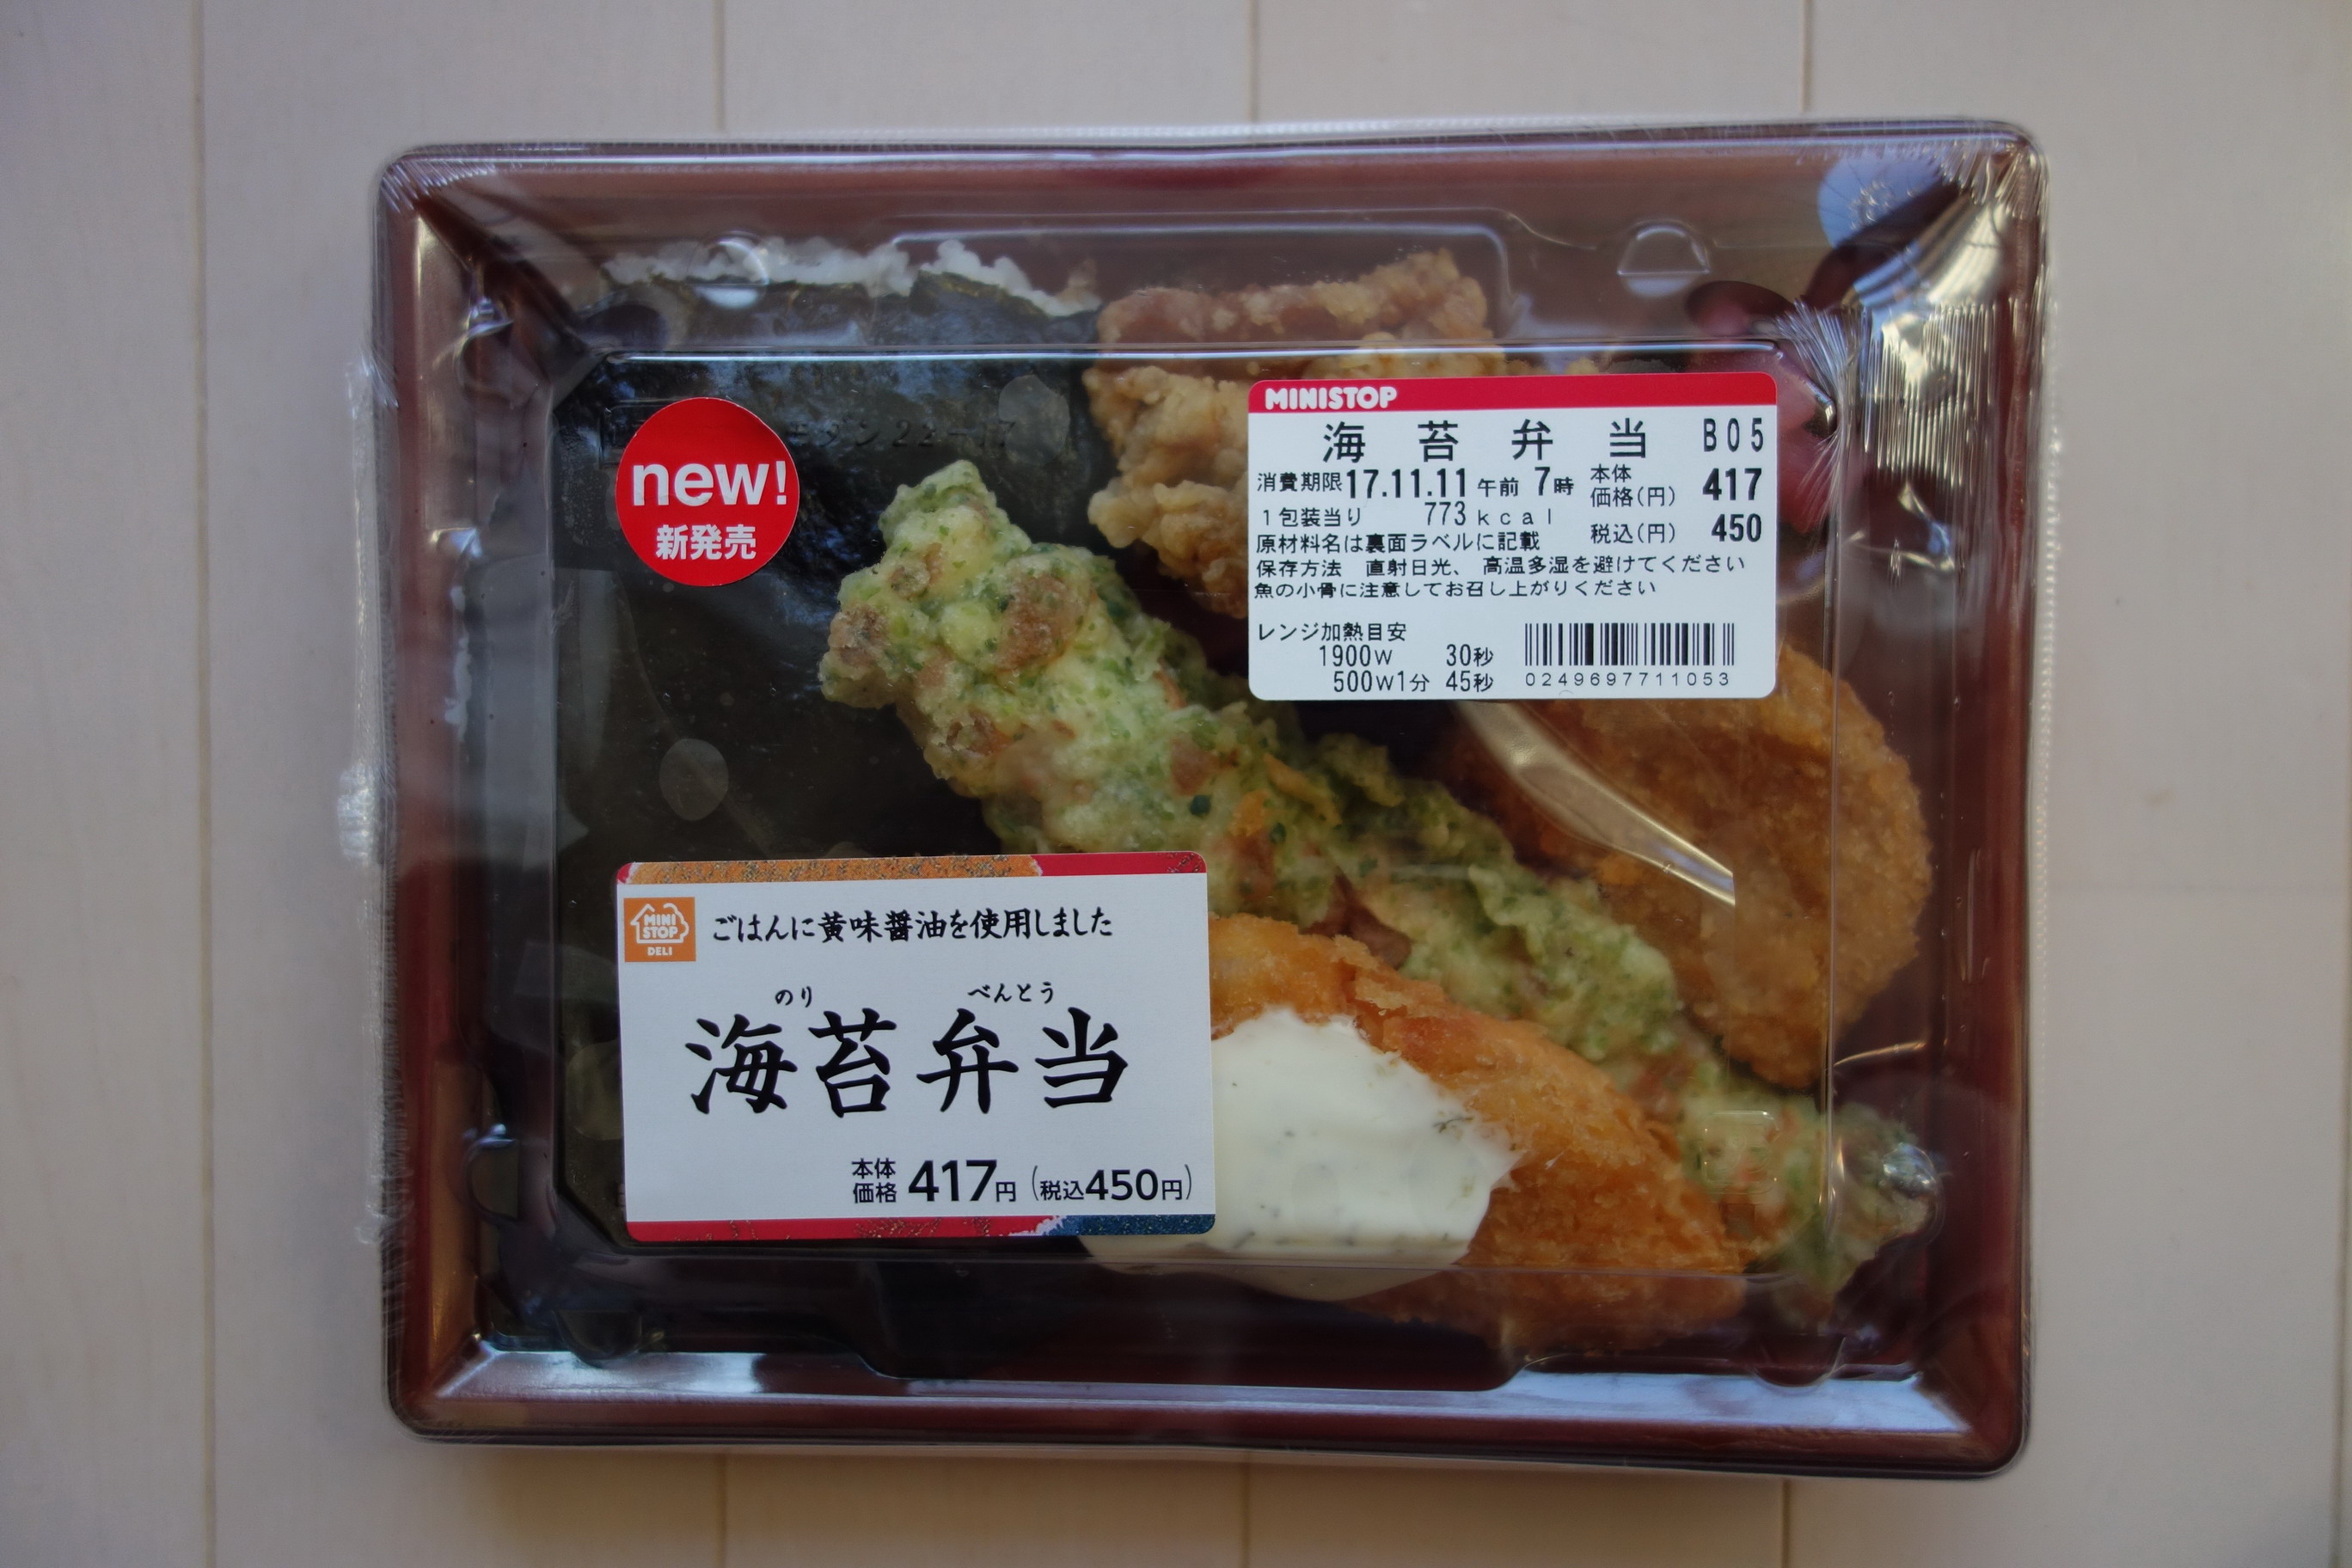 new!
新発売
MINISTOP
海苔弁当 B05
消費期限 17.11.11 午前 7時
本体価格(円) 417
1包装当り 773kcal
税込(円) 450
原材料名は裏面ラベルに記載
保存方法 直射日光、高温多湿を避けてください
魚の小骨に注意してお召し上がりください
レンジ加熱目安
1900W 30秒
500W1分 45秒
0249697711053
MINI STOP DELI
ごはんに黄味醤油を使用しました
のり べんとう
海苔弁当
本体価格 417円 (税込450円)